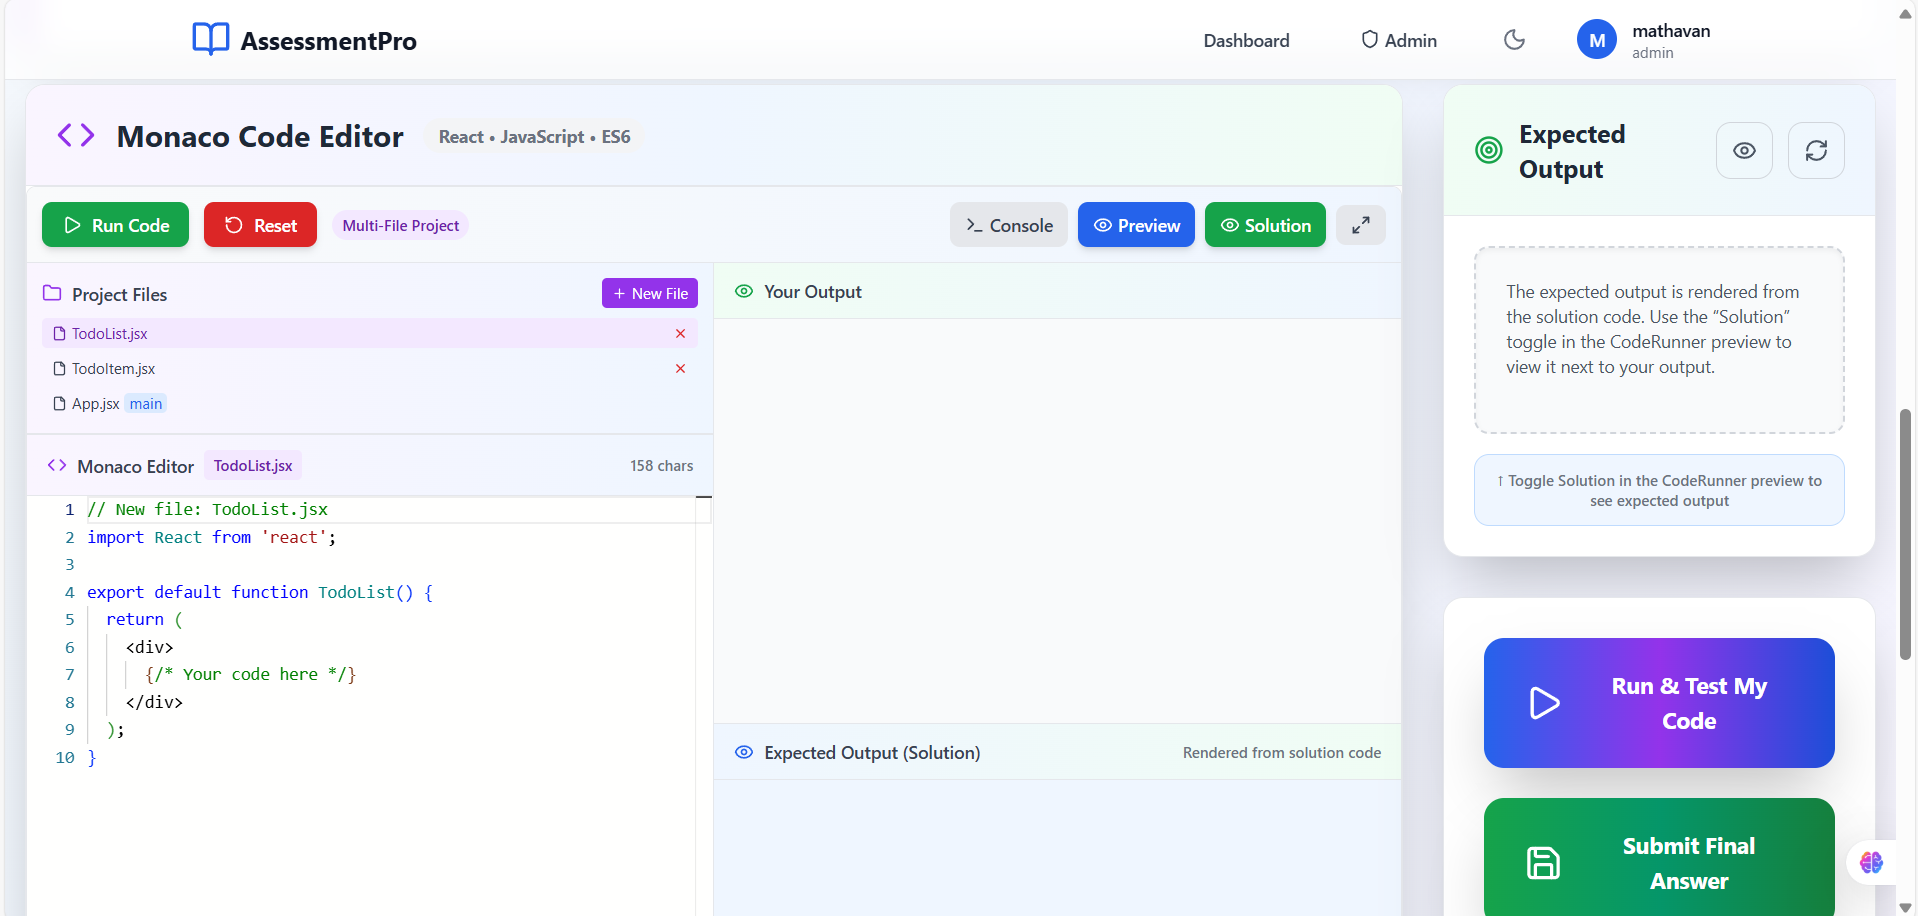 AssessmentPro
Dashboard
Admin
M
mathavan
admin
Monaco Code Editor
React • JavaScript • ES6
Run Code
Reset
Multi-File Project
Console
Preview
Solution
Project Files
+ New File
TodoList.jsx
TodoItem.jsx
App.jsx main
Monaco Editor
TodoList.jsx
158 chars
1 // New file: TodoList.jsx
2 import React from 'react';
3
4 export default function TodoList() {
5 return (
6 <div>
7 {/* Your code here */}
8 </div>
9 );
10 }
Your Output
Expected Output (Solution)
Rendered from solution code
Expected
Output
The expected output is rendered from
the solution code. Use the “Solution”
toggle in the CodeRunner preview to
view it next to your output.
↑ Toggle Solution in the CodeRunner preview to
see expected output
Run & Test My
Code
Submit Final
Answer